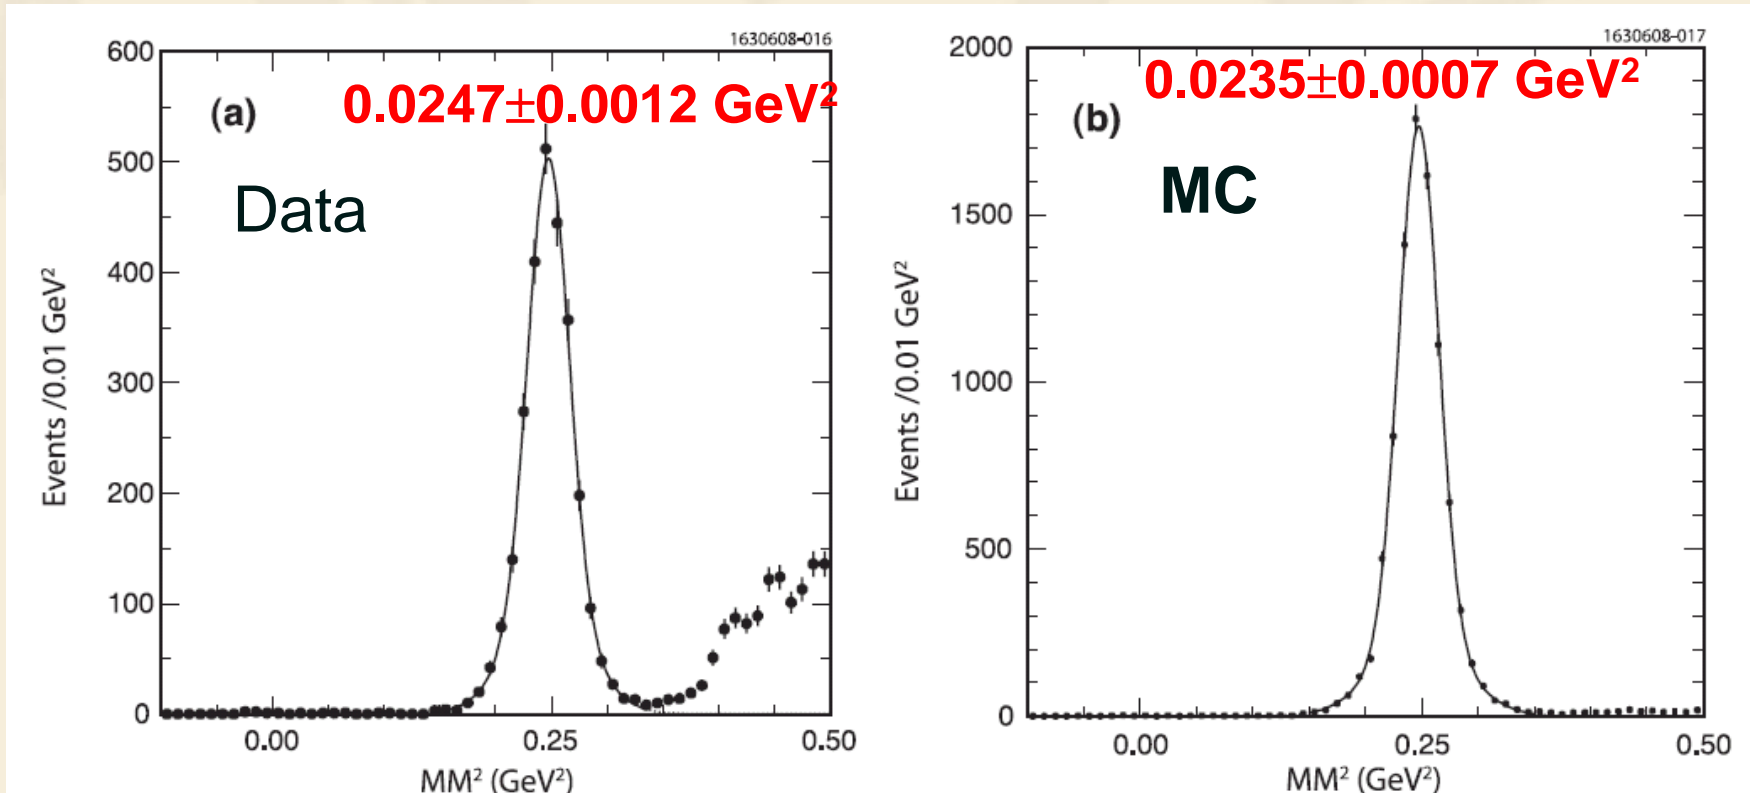 1630608-016
600
(a)
0.0247±0.0012 GeV²
Data
500
400
300
200
100
0
Events /0.01 GeV²
0.00
0.25
0.50
MM² (GeV²)
1630608-017
2000
0.0235±0.0007 GeV²
(b)
MC
1500
1000
500
0
Events /0.01 GeV²
0.00
0.25
0.50
MM² (GeV²)